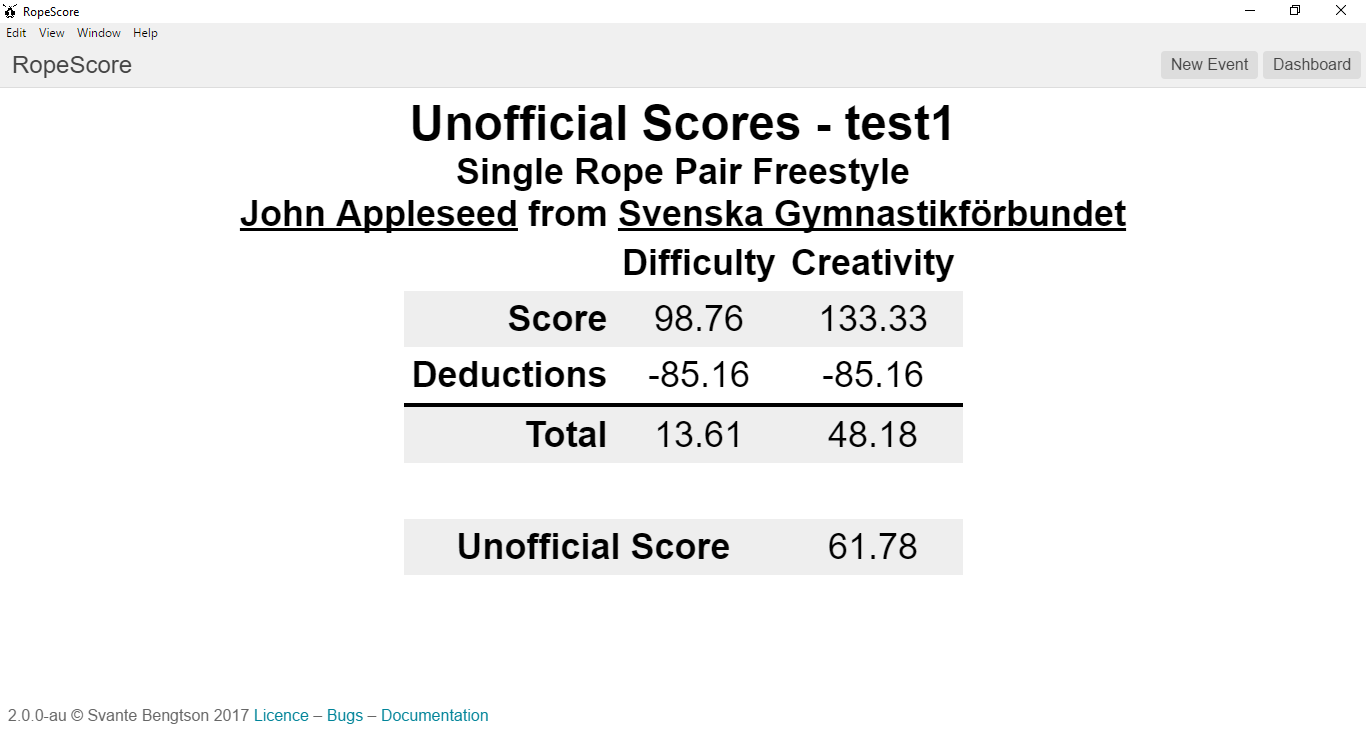 RopeScore
Edit View Window Help
RopeScore New Event Dashboard
Unofficial Scores - test1
Single Rope Pair Freestyle
John Appleseed from Svenska Gymnastikförbundet
Difficulty Creativity
Score 98.76 133.33
Deductions -85.16 -85.16
Total 13.61 48.18
Unofficial Score 61.78
2.0.0-au © Svante Bengtson 2017 Licence – Bugs – Documentation